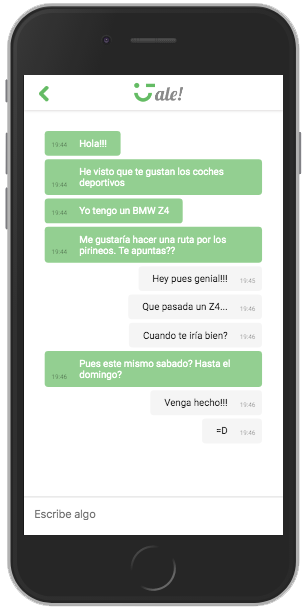 ale!
19:44 Hola!!!
He visto que te gustan los coches
19:44 deportivos
19:44 Yo tengo un BMW Z4
Me gustaría hacer una ruta por los
19:44 pirineos. Te apuntas??
Hey pues genial!!! 19:45
Que pasada un Z4... 19:46
Cuando te iría bien? 19:46
Pues este mismo sabado? Hasta el
19:46 domingo?
Venga hecho!!! 19:46
=D 19:46
Escribe algo